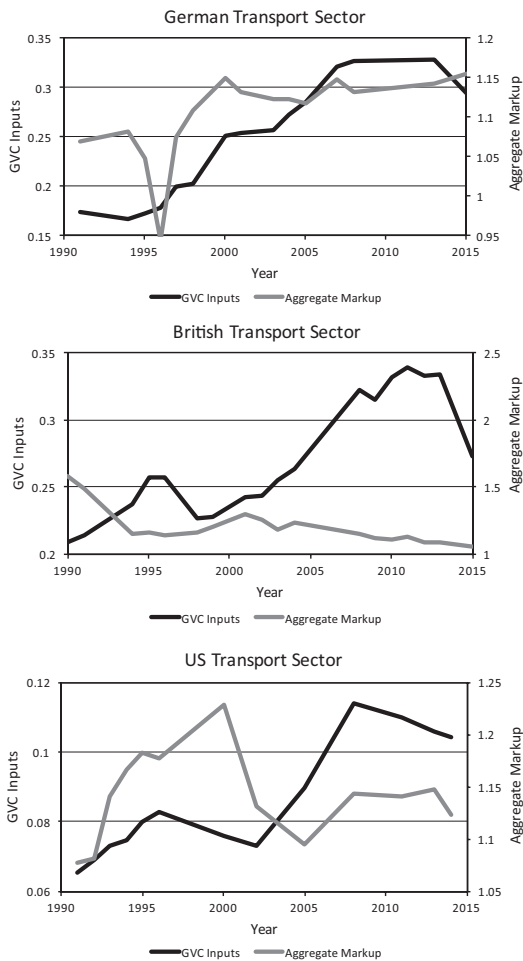 German Transport Sector
0.35 1.2
0.3 1.15
1.1
0.25
1.05
0.2 1
0.15 0.95
GVC Inputs
Aggregate Markup
1990 1995 2000 2005 2010 2015
Year
GVC Inputs Aggregate Markup
British Transport Sector
0.35 2.5
0.3 2
0.25 1.5
0.2 1
GVC Inputs
Aggregate Markup
1990 1995 2000 2005 2010 2015
Year
GVC Inputs Aggregate Markup
US Transport Sector
0.12 1.25
1.2
0.1
1.15
0.08 1.1
0.06 1.05
GVC Inputs
Aggregate Markup
1990 1995 2000 2005 2010 2015
Year
GVC Inputs Aggregate Markup